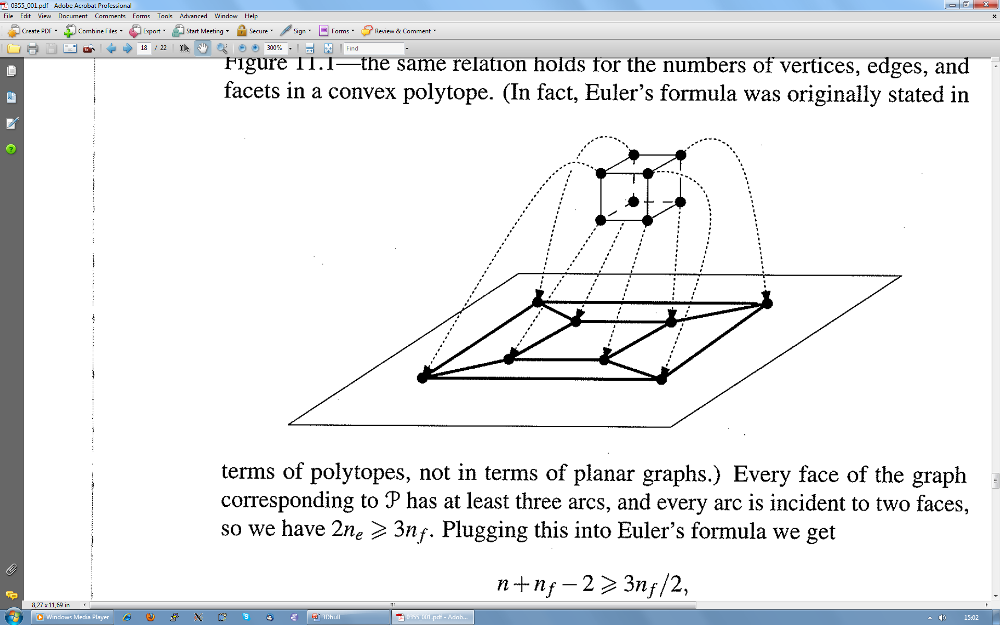 0355_001.pdf - Adobe Acrobat Professional
File Edit View Document Comments Forms Tools Advanced Window Help
Create PDF Combine Files Export Start Meeting Secure Sign Forms Review & Comment
18 / 22 300% Find
Figure 11.1—the same relation holds for the numbers of vertices, edges, and
facets in a convex polytope. (In fact, Euler's formula was originally stated in
terms of polytopes, not in terms of planar graphs.) Every face of the graph
corresponding to 𝒫 has at least three arcs, and every arc is incident to two faces,
so we have 2nₑ ⩾ 3n_f. Plugging this into Euler's formula we get
n + n_f − 2 ⩾ 3n_f/2,
8,27 x 11,69 in
Windows Media Player 3Dhull 0355_001.pdf - Adob... 15:02